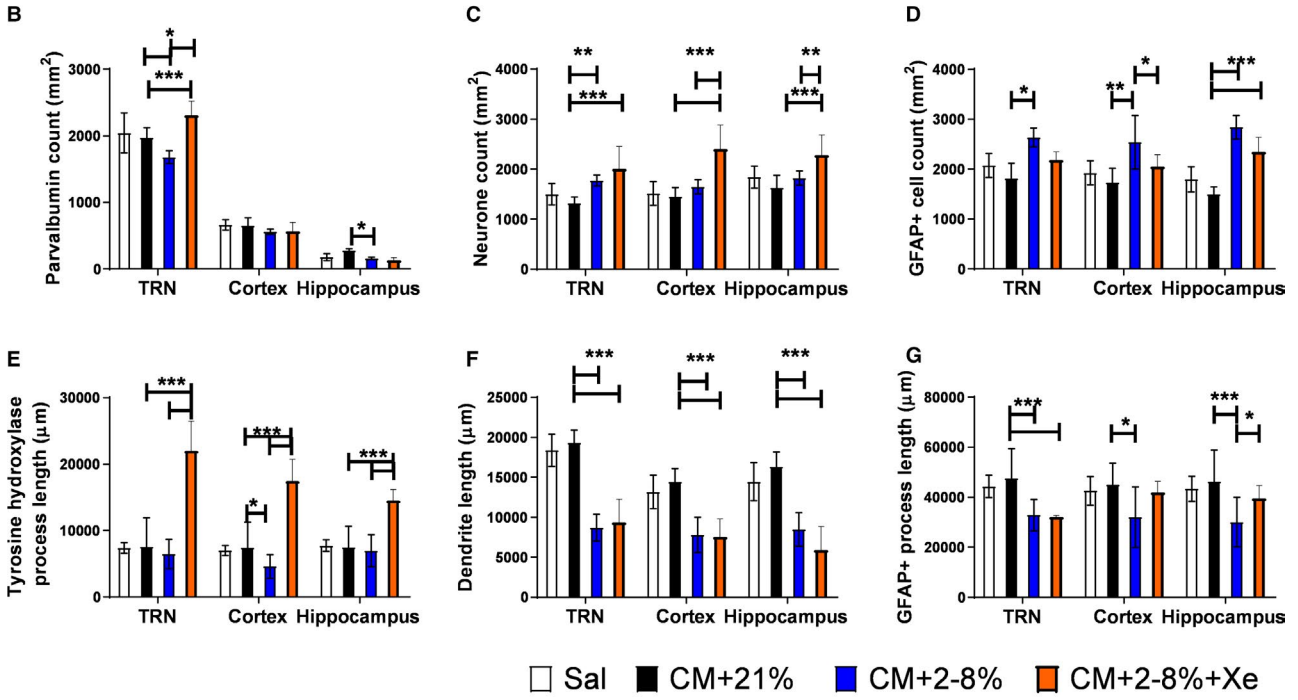 B
Parvalbumin count (mm²)
3000
2000
1000
0
*
***
*
TRN Cortex Hippocampus
C
Neurone count (mm²)
4000
3000
2000
1000
0
**
***
***
**
***
TRN Cortex Hippocampus
D
GFAP+ cell count (mm²)
4000
3000
2000
1000
0
*
**
*
***
TRN Cortex Hippocampus
E
Tyrosine hydroxylase
process length (μm)
30000
20000
10000
0
***
***
*
***
TRN Cortex Hippocampus
F
Dendrite length (μm)
25000
20000
15000
10000
5000
0
***
***
***
TRN Cortex Hippocampus
G
GFAP+ process length (μm)
80000
60000
40000
20000
0
***
*
***
*
TRN Cortex Hippocampus
Sal CM+21% CM+2-8% CM+2-8%+Xe